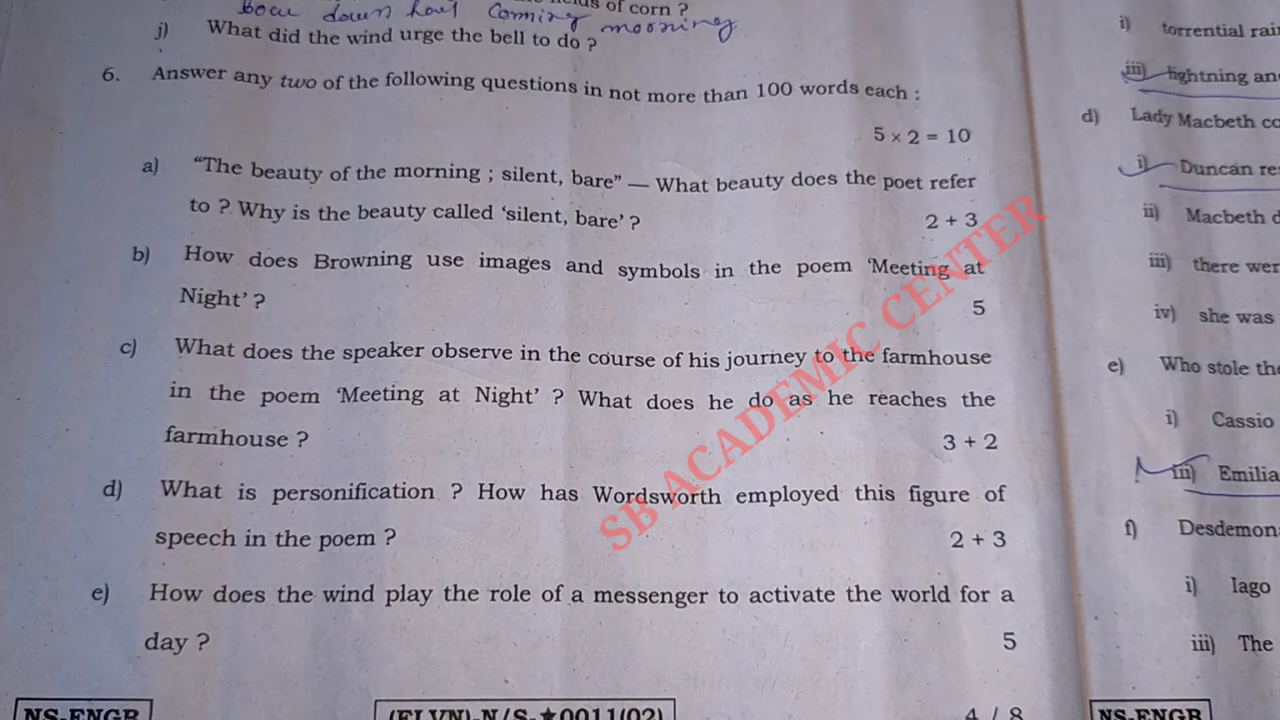 bow down hail coming morning
of corn ?
j) What did the wind urge the bell to do ?
6. Answer any two of the following questions in not more than 100 words each :
5 × 2 = 10
a) “The beauty of the morning ; silent, bare” — What beauty does the poet refer
to ? Why is the beauty called ‘silent, bare’ ? 2 + 3
b) How does Browning use images and symbols in the poem ‘Meeting at
Night’ ? 5
c) What does the speaker observe in the course of his journey to the farmhouse
in the poem ‘Meeting at Night’ ? What does he do as he reaches the
farmhouse ? 3 + 2
d) What is personification ? How has Wordsworth employed this figure of
speech in the poem ? 2 + 3
e) How does the wind play the role of a messenger to activate the world for a
day ? 5
NS-ENGR (ELVN)-N/S-★0011(02) 4 / 8
SB ACADEMIC CENTER
i) torrential
iii) lightning
d) Lady Macbeth
i) Duncan
ii) Macbeth
iii) there
iv) she was
e) Who stole
i) Cassio
iii) Emilia
f)
i) Iago
iii) The
NS-ENGR